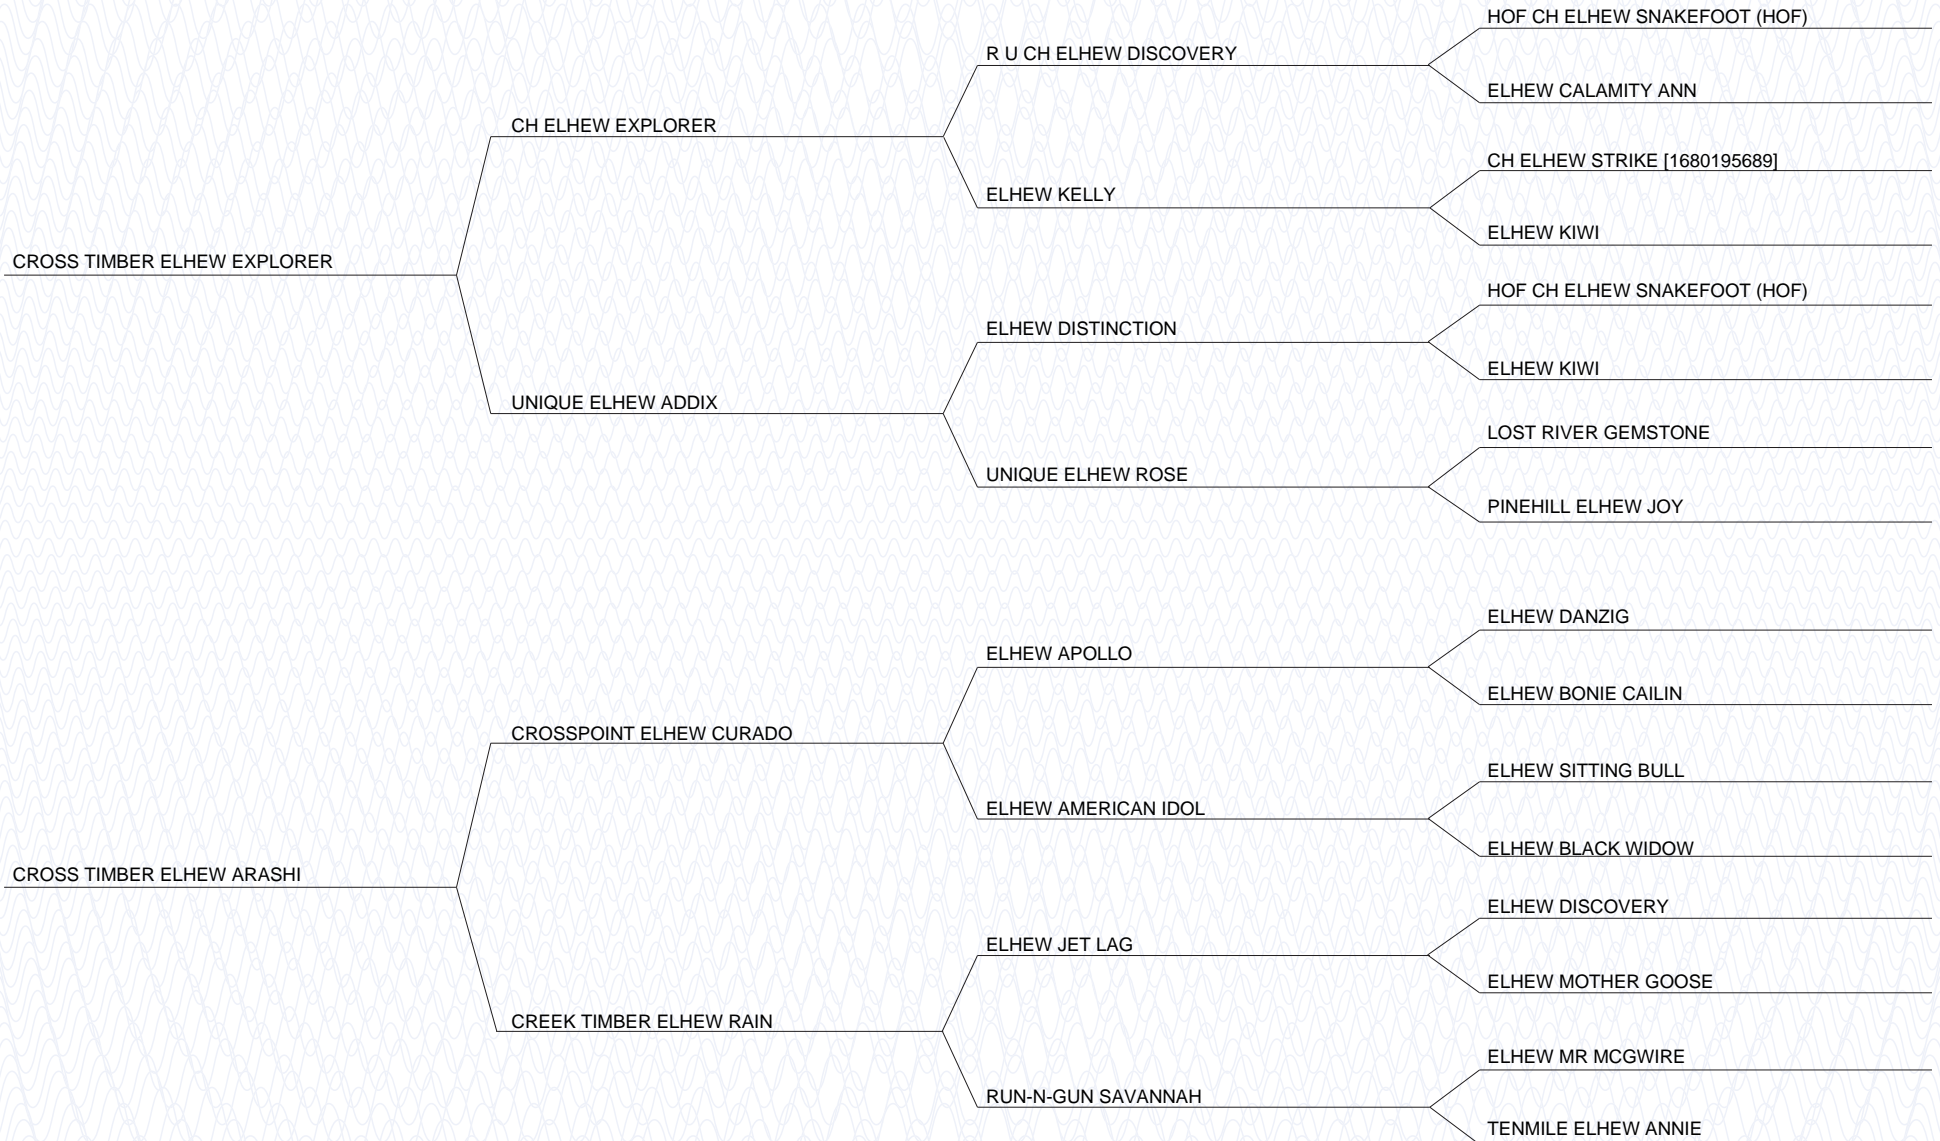 HOF CH ELHEW SNAKEFOOT (HOF)
R U CH ELHEW DISCOVERY
ELHEW CALAMITY ANN
CH ELHEW EXPLORER
CH ELHEW STRIKE [1680195689]
ELHEW KELLY
ELHEW KIWI
CROSS TIMBER ELHEW EXPLORER
HOF CH ELHEW SNAKEFOOT (HOF)
ELHEW DISTINCTION
ELHEW KIWI
UNIQUE ELHEW ADDIX
LOST RIVER GEMSTONE
UNIQUE ELHEW ROSE
PINEHILL ELHEW JOY
ELHEW DANZIG
ELHEW APOLLO
ELHEW BONIE CAILIN
CROSSPOINT ELHEW CURADO
ELHEW SITTING BULL
ELHEW AMERICAN IDOL
ELHEW BLACK WIDOW
CROSS TIMBER ELHEW ARASHI
ELHEW DISCOVERY
ELHEW JET LAG
ELHEW MOTHER GOOSE
CREEK TIMBER ELHEW RAIN
ELHEW MR MCGWIRE
RUN-N-GUN SAVANNAH
TENMILE ELHEW ANNIE